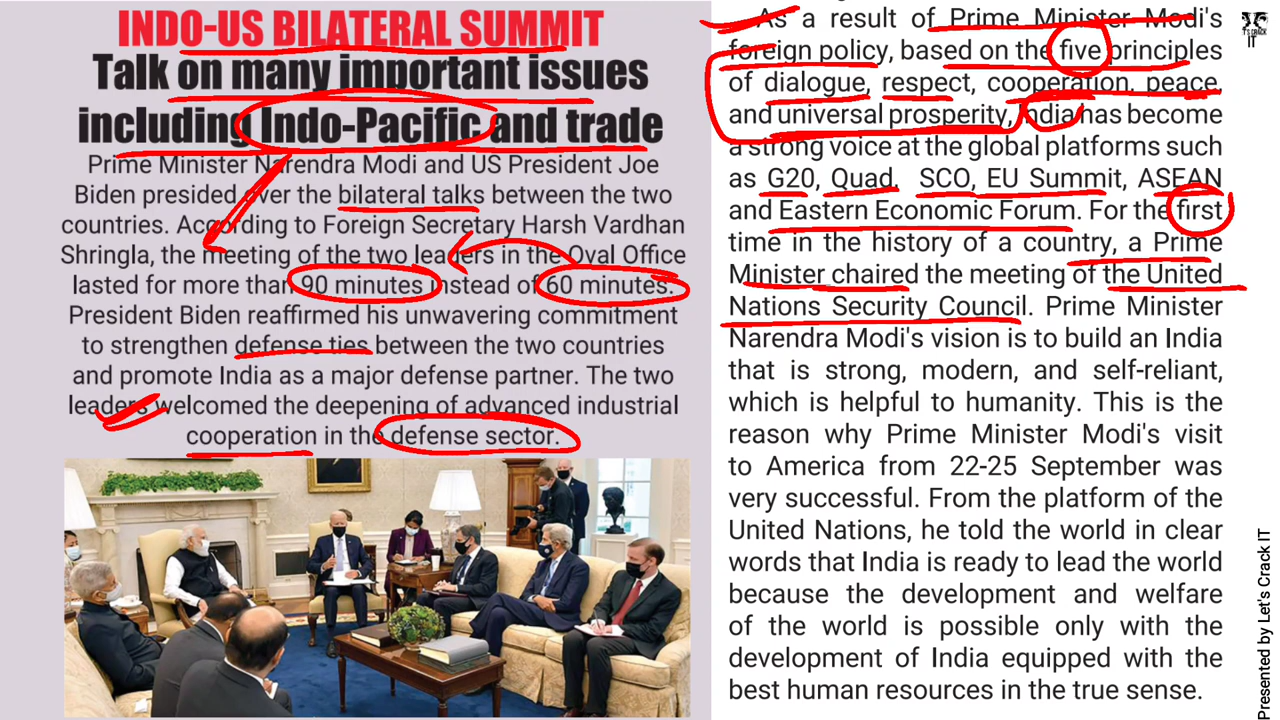 INDO-US BILATERAL SUMMIT
Talk on many important issues
including Indo-Pacific and trade
Prime Minister Narendra Modi and US President Joe
Biden presided over the bilateral talks between the two
countries. According to Foreign Secretary Harsh Vardhan
Shringla, the meeting of the two leaders in the Oval Office
lasted for more than 90 minutes instead of 60 minutes.
President Biden reaffirmed his unwavering commitment
to strengthen defense ties between the two countries
and promote India as a major defense partner. The two
leaders welcomed the deepening of advanced industrial
cooperation in the defense sector.
As a result of Prime Minister Modi's
foreign policy, based on the five principles
of dialogue, respect, cooperation, peace,
and universal prosperity, India has become
a strong voice at the global platforms such
as G20, Quad, SCO, EU Summit, ASEAN
and Eastern Economic Forum. For the first
time in the history of a country, a Prime
Minister chaired the meeting of the United
Nations Security Council. Prime Minister
Narendra Modi's vision is to build an India
that is strong, modern, and self-reliant,
which is helpful to humanity. This is the
reason why Prime Minister Modi's visit
to America from 22-25 September was
very successful. From the platform of the
United Nations, he told the world in clear
words that India is ready to lead the world
because the development and welfare
of the world is possible only with the
development of India equipped with the
best human resources in the true sense.
IT
Presented by Let's Crack IT